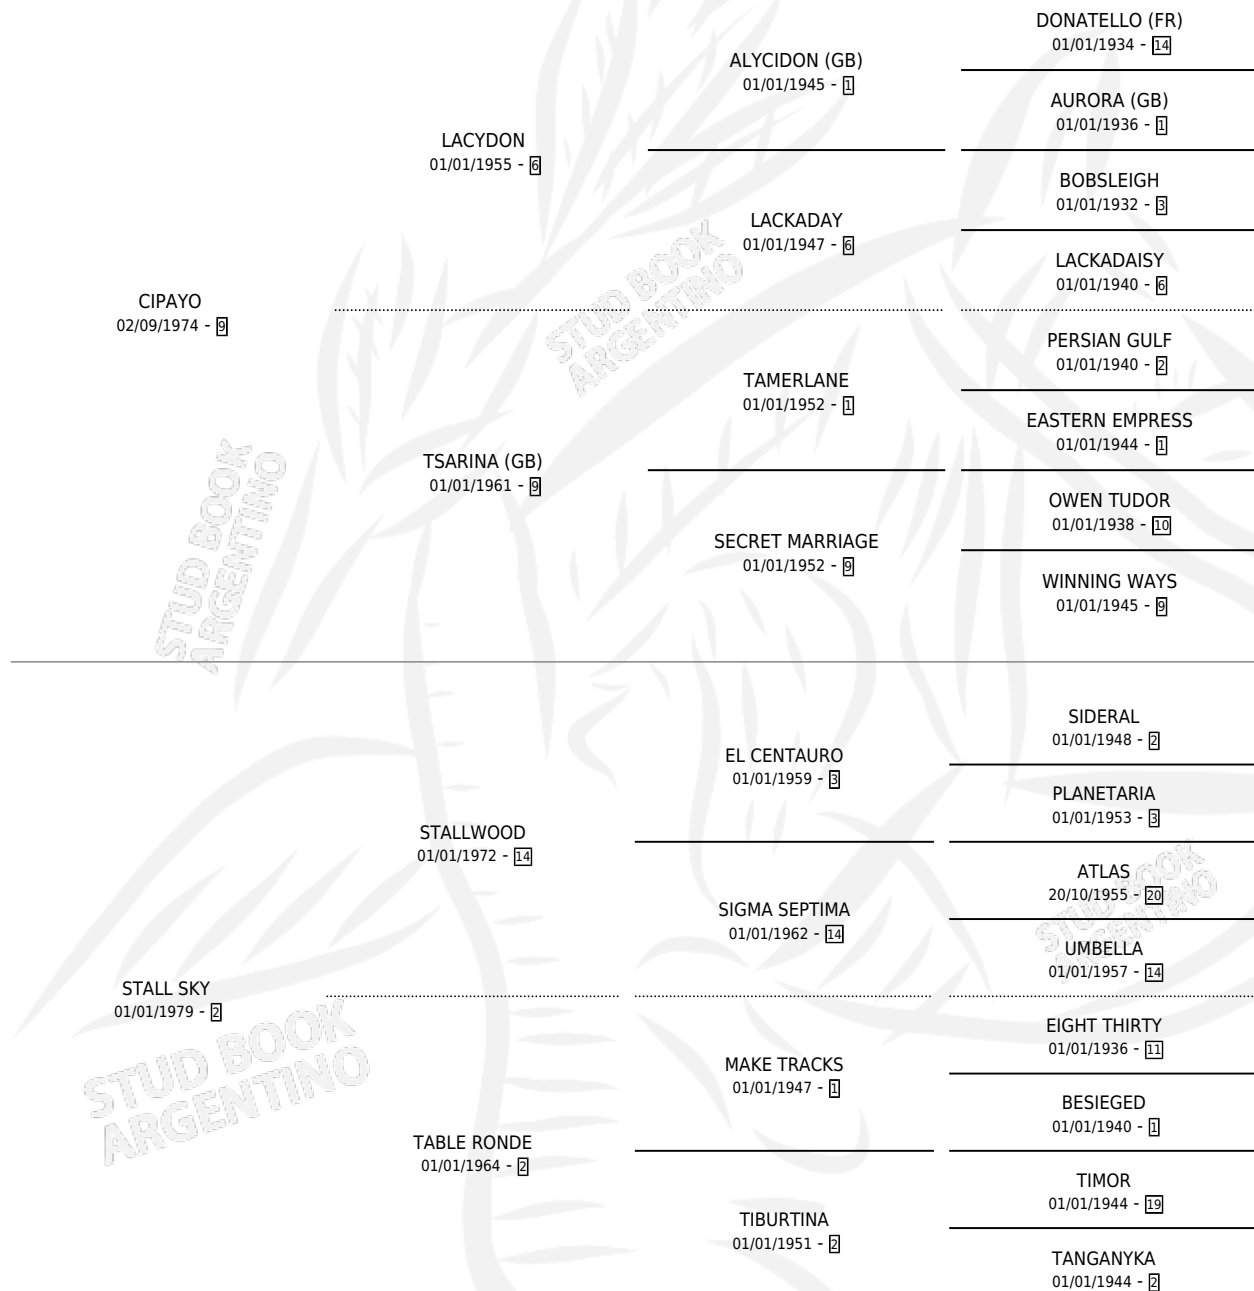 DONATELLO (FR)
01/01/1934 - 14
ALYCIDON (GB)
01/01/1945 - 1
AURORA (GB)
01/01/1936 - 1
LACYDON
01/01/1955 - 6
BOBSLEIGH
01/01/1932 - 3
LACKADAY
01/01/1947 - 6
LACKADAISY
01/01/1940 - 6
CIPAYO
02/09/1974 - 9
PERSIAN GULF
01/01/1940 - 2
TAMERLANE
01/01/1952 - 1
EASTERN EMPRESS
01/01/1944 - 1
TSARINA (GB)
01/01/1961 - 9
OWEN TUDOR
01/01/1938 - 10
SECRET MARRIAGE
01/01/1952 - 9
WINNING WAYS
01/01/1945 - 9
SIDERAL
01/01/1948 - 2
EL CENTAURO
01/01/1959 - 3
PLANETARIA
01/01/1953 - 3
STALLWOOD
01/01/1972 - 14
ATLAS
20/10/1955 - 20
SIGMA SEPTIMA
01/01/1962 - 14
UMBELLA
01/01/1957 - 14
STALL SKY
01/01/1979 - 2
EIGHT THIRTY
01/01/1936 - 11
MAKE TRACKS
01/01/1947 - 1
BESIEGED
01/01/1940 - 1
TABLE RONDE
01/01/1964 - 2
TIMOR
01/01/1944 - 19
TIBURTINA
01/01/1951 - 2
TANGANYKA
01/01/1944 - 2
STUD BOOK
ARGENTINO
STUD BOOK
ARGENTINO
STUD BOOK
ARGENTINO
STUD BOOK
ARGENTINO